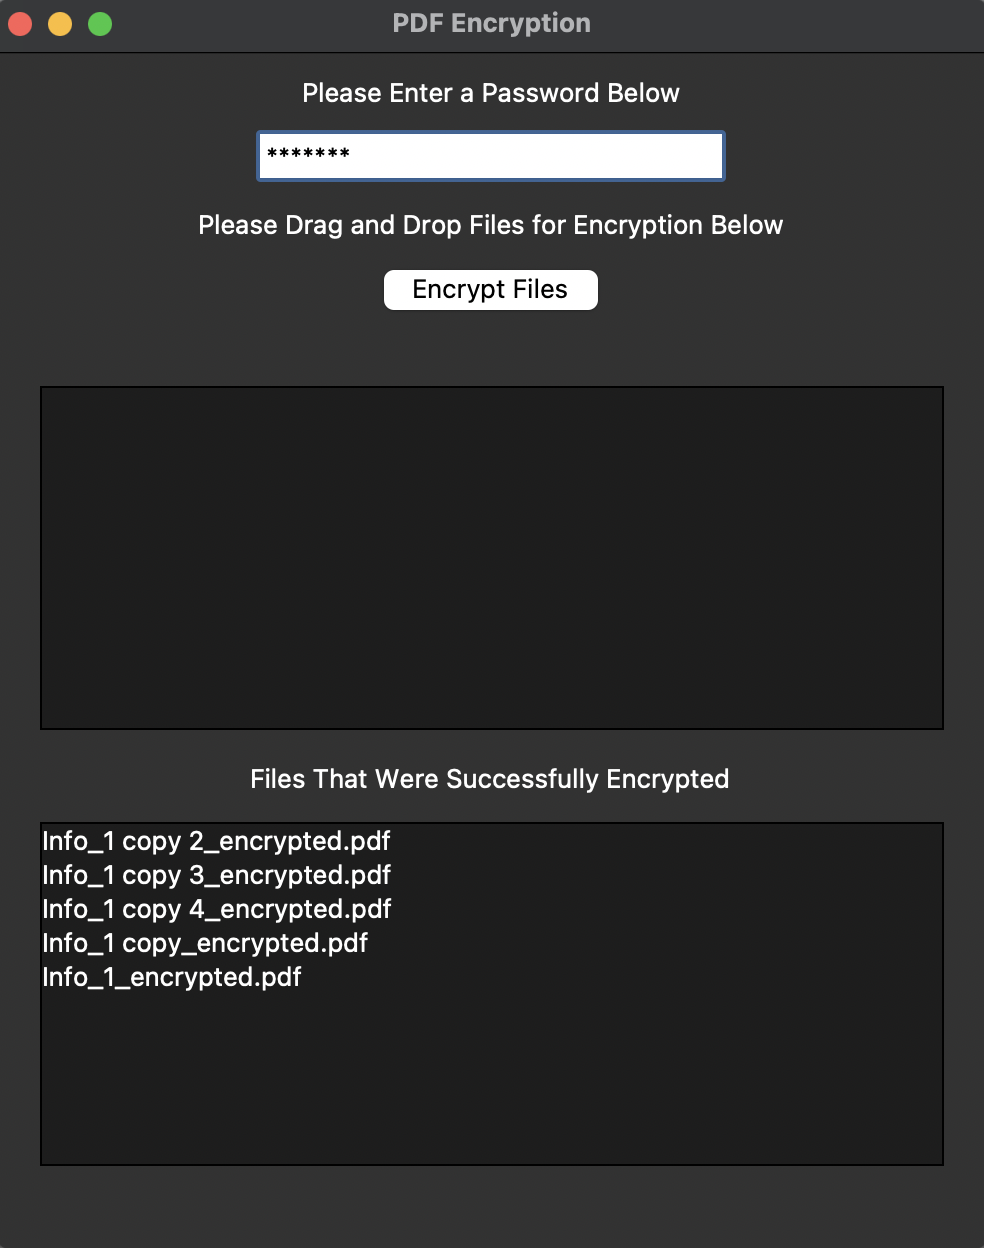 PDF Encryption
Please Enter a Password Below
*******
Please Drag and Drop Files for Encryption Below
Encrypt Files
Files That Were Successfully Encrypted
Info_1 copy 2_encrypted.pdf
Info_1 copy 3_encrypted.pdf
Info_1 copy 4_encrypted.pdf
Info_1 copy_encrypted.pdf
Info_1_encrypted.pdf